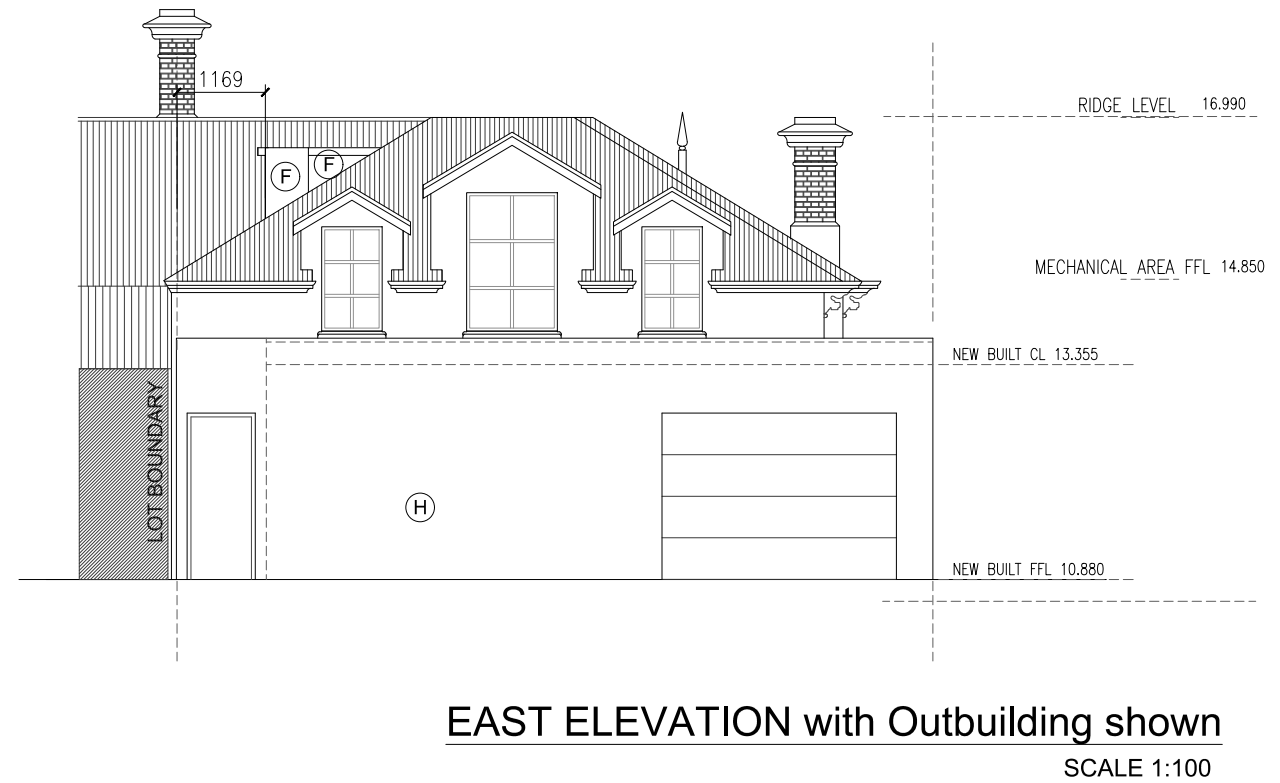 1169
RIDGE LEVEL 16.990
F
F
MECHANICAL AREA FFL 14.850
NEW BUILT CL 13.355
LOT BOUNDARY
H
NEW BUILT FFL 10.880
EAST ELEVATION with Outbuilding shown
SCALE 1:100